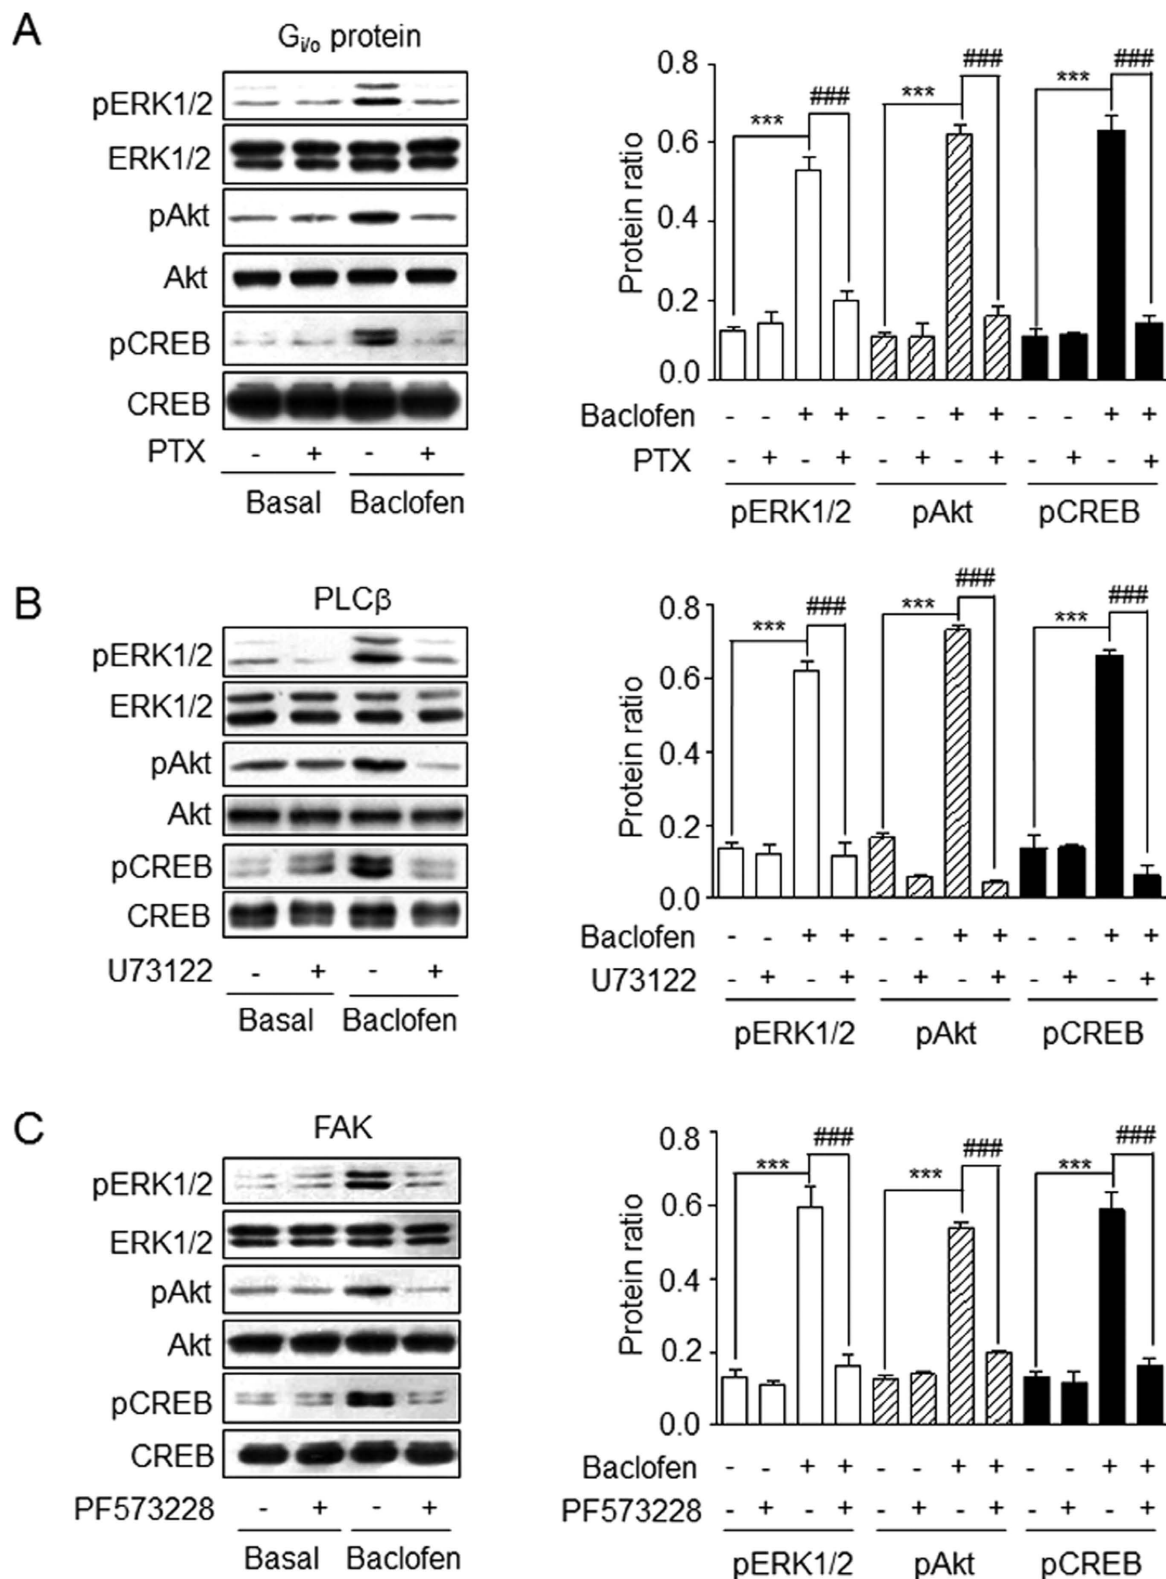 A
G_i/o protein
pERK1/2
ERK1/2
pAkt
Akt
pCREB
CREB
PTX - + - +
Basal Baclofen
*** ### *** ### *** ###
Protein ratio
0.8
0.6
0.4
0.2
0.0
Baclofen - - + + - - + + - - + +
PTX - + - + - + - + - + - +
pERK1/2 pAkt pCREB
B
PLCβ
pERK1/2
ERK1/2
pAkt
Akt
pCREB
CREB
U73122 - + - +
Basal Baclofen
*** ### *** ### *** ###
Protein ratio
0.8
0.6
0.4
0.2
0.0
Baclofen - - + + - - + + - - + +
U73122 - + - + - + - + - + - +
pERK1/2 pAkt pCREB
C
FAK
pERK1/2
ERK1/2
pAkt
Akt
pCREB
CREB
PF573228 - + - +
Basal Baclofen
*** ### *** ### *** ###
Protein ratio
0.8
0.6
0.4
0.2
0.0
Baclofen - - + + - - + + - - + +
PF573228 - + - + - + - + - + - +
pERK1/2 pAkt pCREB